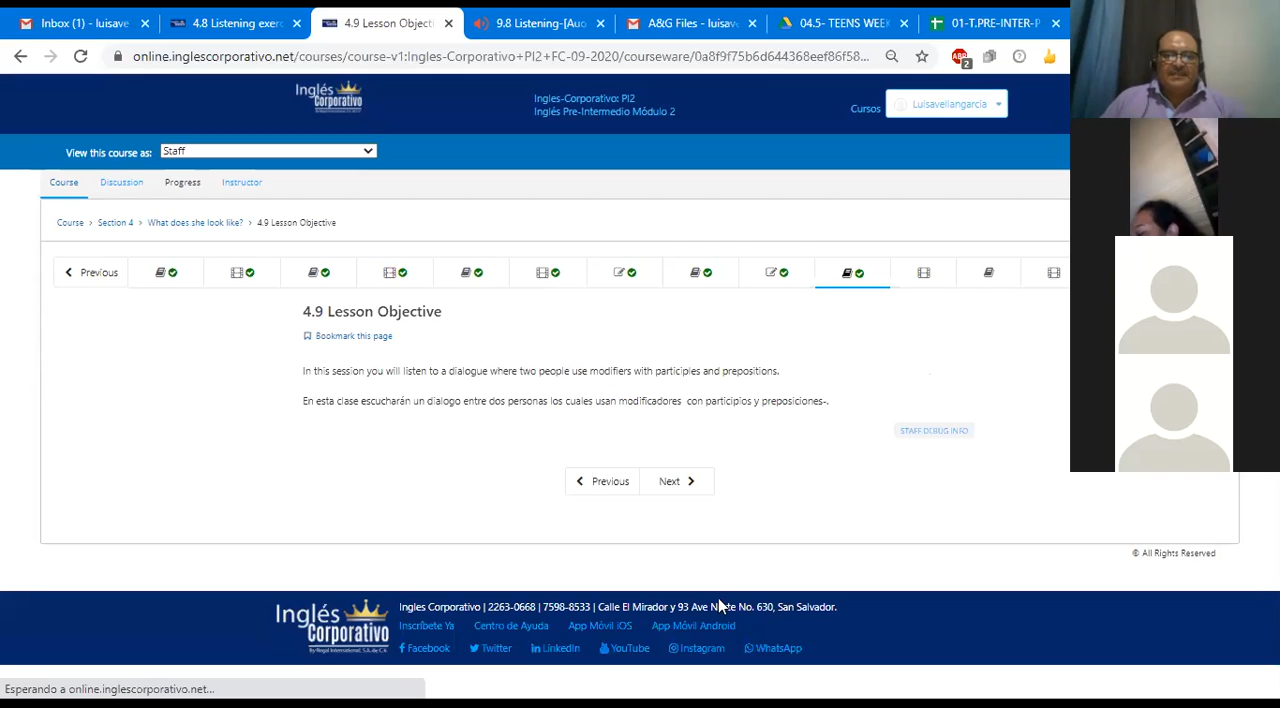 Inbox (1) - luisave
4.8 Listening exerc
4.9 Lesson Objecti
9.8 Listening-[Auc
A&G Files - luisav
04.5- TEENS WEEK
01-T.PRE-INTER-P
online.inglescorporativo.net/courses/course-v1:Ingles-Corporativo+PI2+FC-09-2020/courseware/0a8f9f75b6d644368eef86f58...
2
Inglés
Corporativo
Ingles-Corporativo: PI2
Inglés Pre-Intermedio Módulo 2
Cursos
Luisavellangarcia
View this course as:
Staff
Course
Discussion
Progress
Instructor
Course > Section 4 > What does she look like? > 4.9 Lesson Objective
Previous
4.9 Lesson Objective
Bookmark this page
In this session you will listen to a dialogue where two people use modifiers with participles and prepositions.
En esta clase escucharán un dialogo entre dos personas los cuales usan modificadores con participios y preposiciones-.
STAFF DEBUG INFO
Previous
Next
© All Rights Reserved
Inglés
Corporativo
By Regal International, S.A. de C.V.
Ingles Corporativo | 2263-0668 | 7598-8533 | Calle El Mirador y 93 Ave Norte No. 630, San Salvador.
Inscríbete Ya
Centro de Ayuda
App Móvil iOS
App Móvil Android
Facebook
Twitter
LinkedIn
YouTube
Instagram
WhatsApp
Esperando a online.inglescorporativo.net...